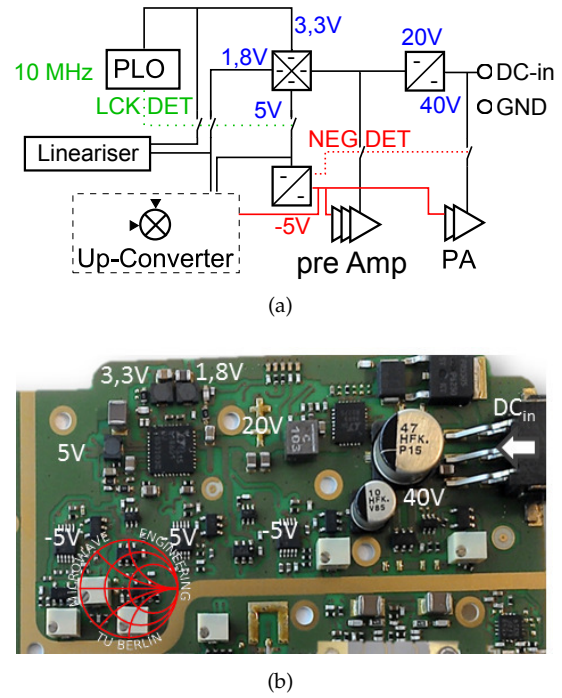 3,3V
20V
PLO
10 MHz
1,8V
DC-in
LCK DET
5V
40V
GND
NEG DET
Lineariser
-5V
Up-Converter
pre Amp
PA
(a)
3,3V
1,8V
DCin
20V
47
HFK.
P15
5V
C
193
40V
10
HFK.
V85
-5V
-5V
-5V
MICROWAVE ENGINEERING
TU BERLIN
(b)